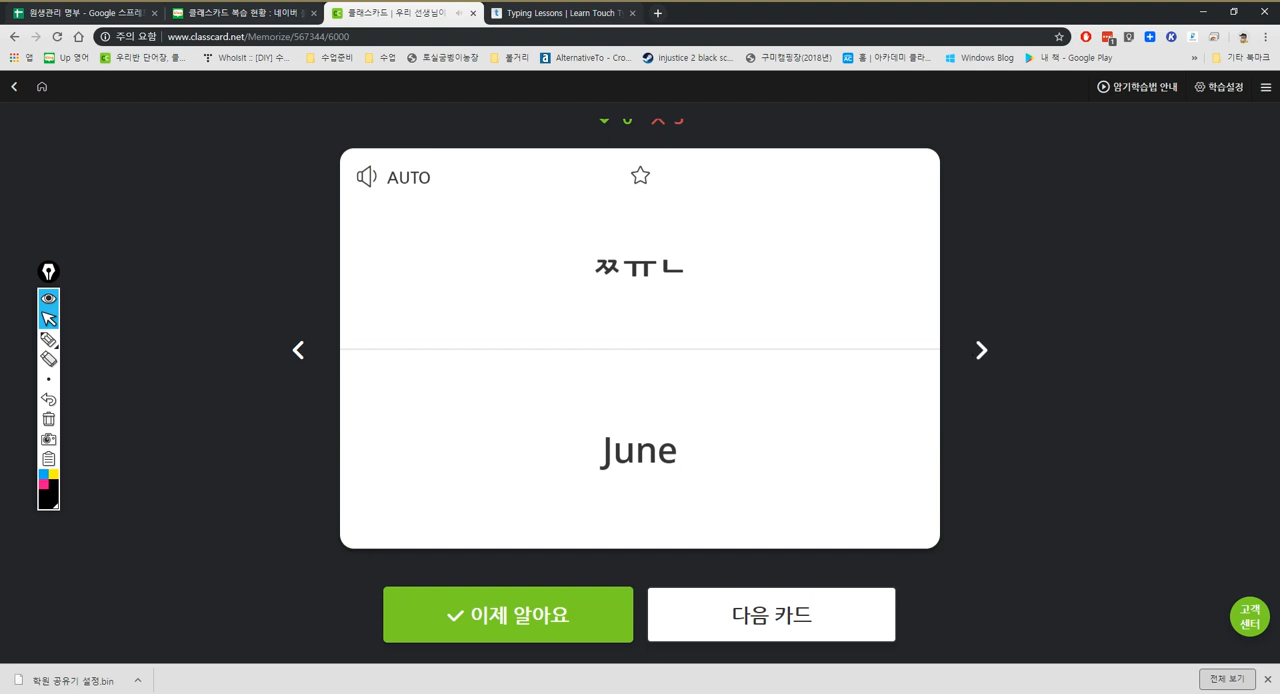 원생관리 명부 - Google 스프레
클래스카드 복습 현황 : 네이버
클래스카드 | 우리 선생님이
Typing Lessons | Learn Touch T
주의 요함 | www.classcard.net/Memorize/567344/6000
앱
Up 영어
우리반 단어장, 클...
WhoIst :: [DIY] 수...
수업준비
수업
토실굼벵이농장
볼거리
AlternativeTo - Cro...
injustice 2 black sc...
구미캠핑장(2018년)
홈 | 아카데미 클라...
Windows Blog
내 책 - Google Play
»
기타 북마크
암기학습법 안내
학습설정
AUTO
ㅉㅠㄴ
June
이제 알아요
다음 카드
고객
센터
학원 공유기 설정.bin
전체 보기